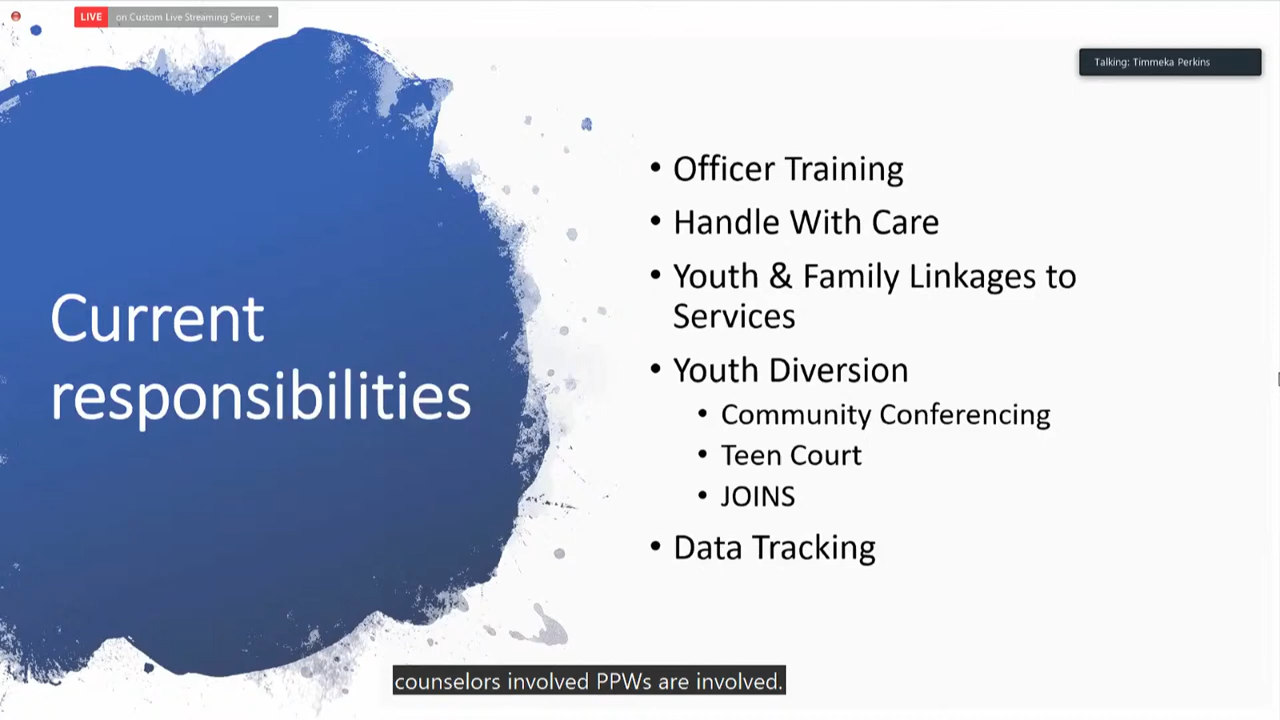 LIVE on Custom Live Streaming Service
Talking: Timmeka Perkins
Current
responsibilities
• Officer Training
• Handle With Care
• Youth & Family Linkages to
Services
• Youth Diversion
• Community Conferencing
• Teen Court
• JOINS
• Data Tracking
counselors involved PPWs are involved.